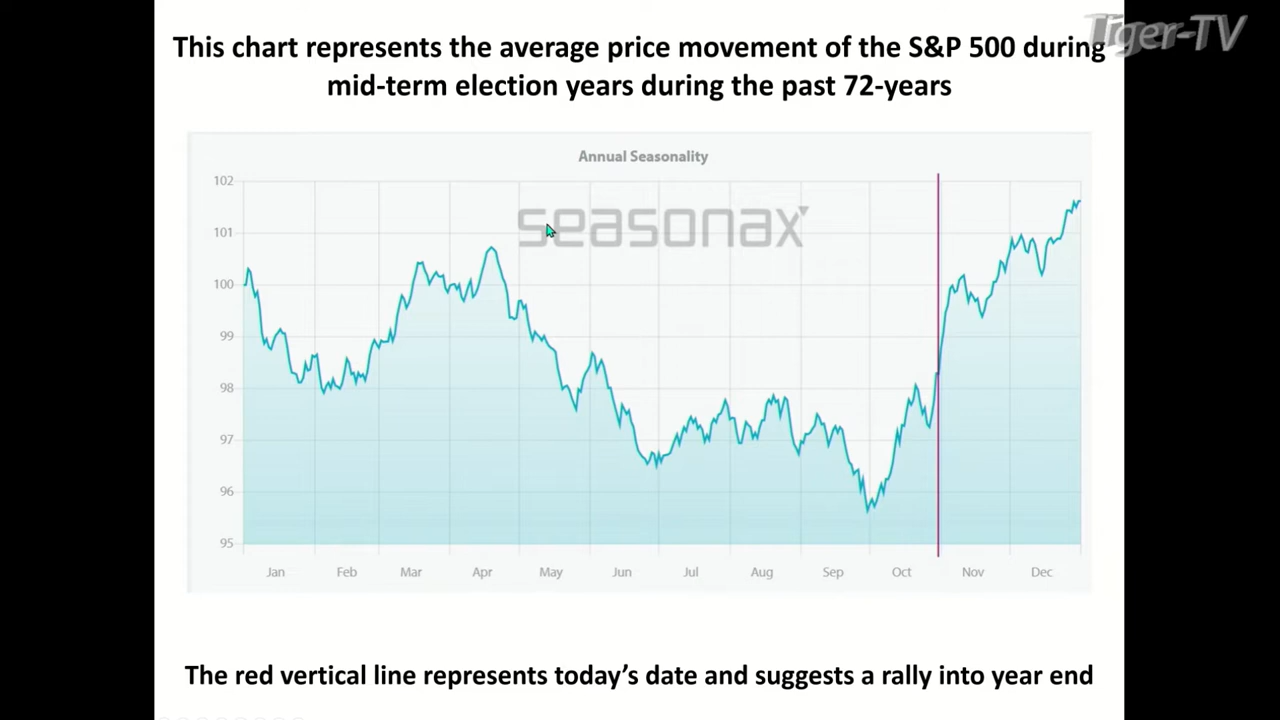 Tiger-TV
This chart represents the average price movement of the S&P 500 during
mid-term election years during the past 72-years
Annual Seasonality
seasonax
102
101
100
99
98
97
96
95
Jan Feb Mar Apr May Jun Jul Aug Sep Oct Nov Dec
The red vertical line represents today's date and suggests a rally into year end